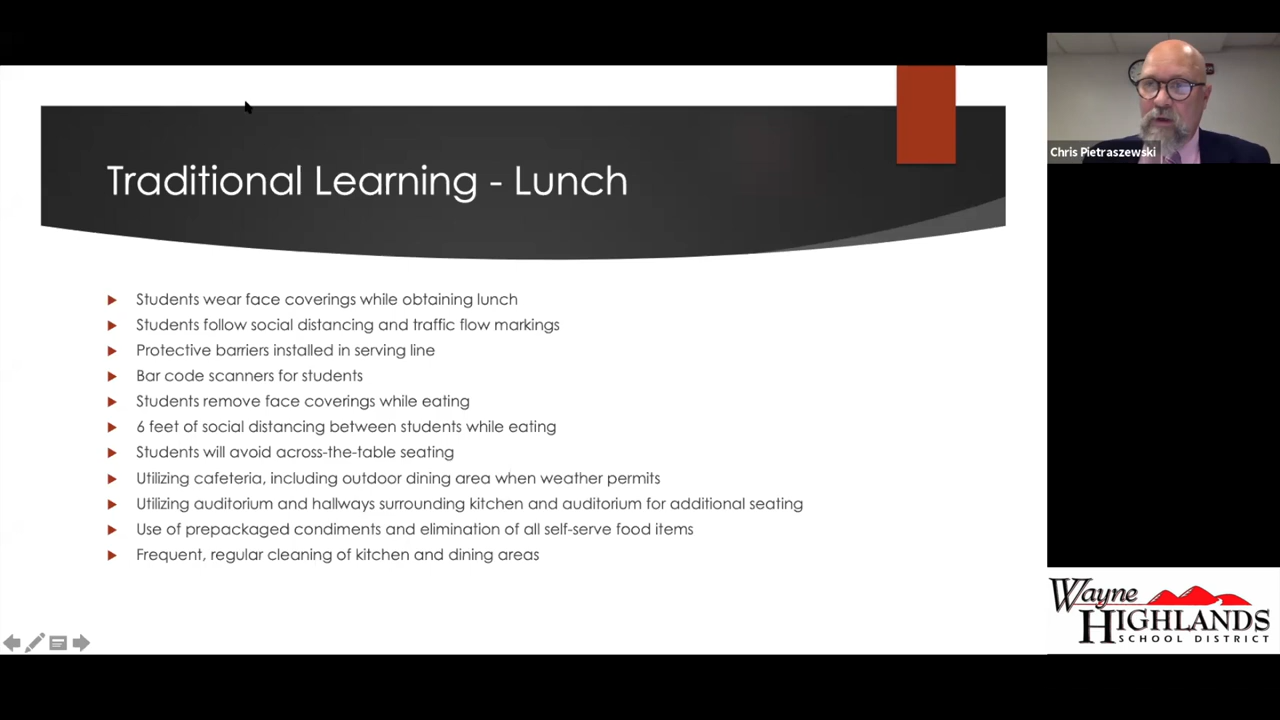 Traditional Learning - Lunch
Students wear face coverings while obtaining lunch
Students follow social distancing and traffic flow markings
Protective barriers installed in serving line
Bar code scanners for students
Students remove face coverings while eating
6 feet of social distancing between students while eating
Students will avoid across-the-table seating
Utilizing cafeteria, including outdoor dining area when weather permits
Utilizing auditorium and hallways surrounding kitchen and auditorium for additional seating
Use of prepackaged condiments and elimination of all self-serve food items
Frequent, regular cleaning of kitchen and dining areas
Chris Pietraszewski
Wayne
HIGHLANDS
SCHOOL DISTRICT